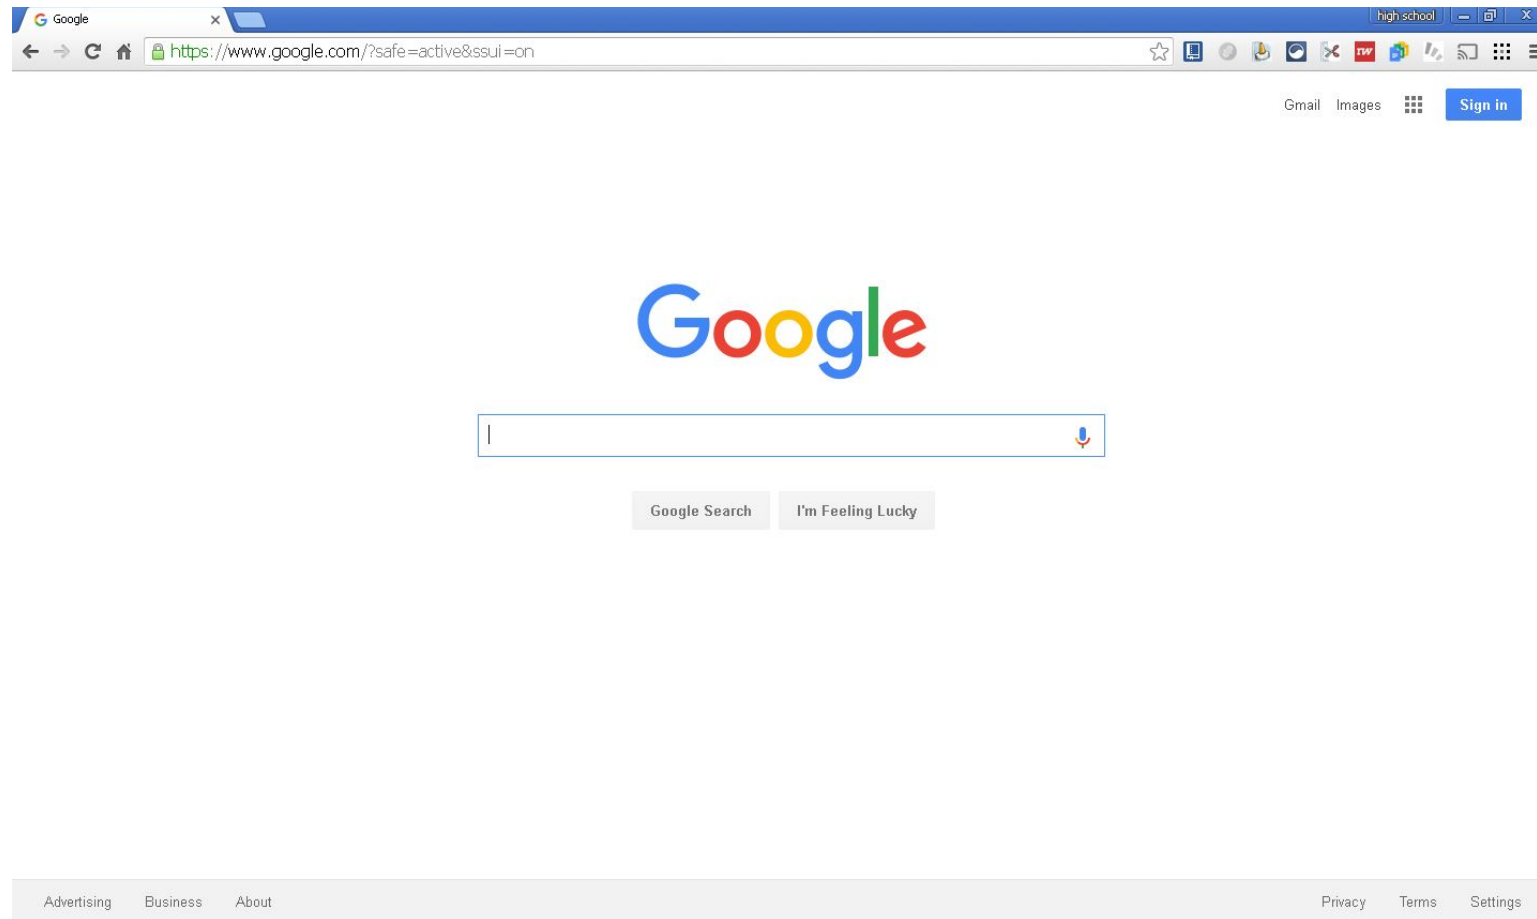 Google
high school
https://www.google.com/?safe=active&ssui=on
Gmail Images Sign in
Google
Google Search I'm Feeling Lucky
Advertising Business About Privacy Terms Settings